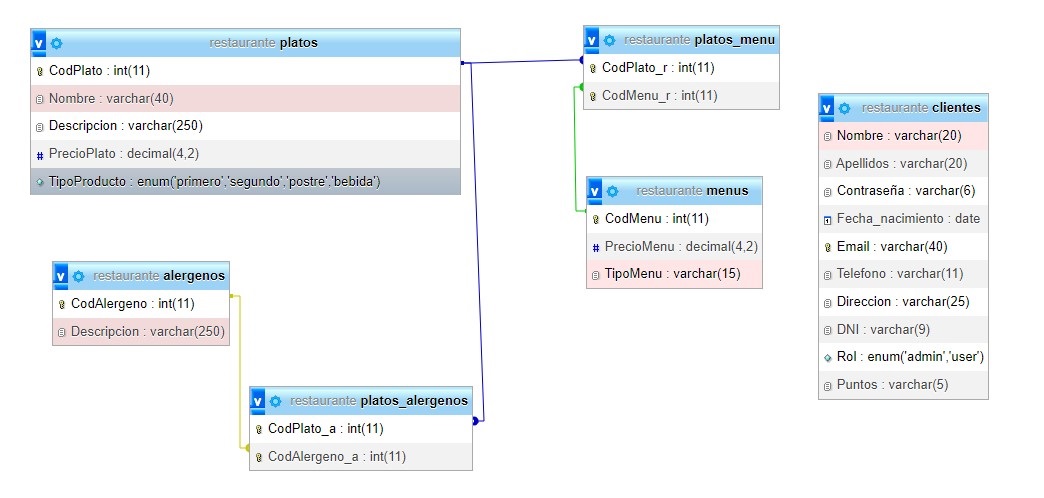 restaurante platos
CodPlato : int(11)
Nombre : varchar(40)
Descripcion : varchar(250)
PrecioPlato : decimal(4,2)
TipoProducto : enum('primero','segundo','postre','bebida')
restaurante platos_menu
CodPlato_r : int(11)
CodMenu_r : int(11)
restaurante clientes
Nombre : varchar(20)
Apellidos : varchar(20)
Contraseña : varchar(6)
Fecha_nacimiento : date
Email : varchar(40)
Telefono : varchar(11)
Direccion : varchar(25)
DNI : varchar(9)
Rol : enum('admin','user')
Puntos : varchar(5)
restaurante menus
CodMenu : int(11)
PrecioMenu : decimal(4,2)
TipoMenu : varchar(15)
restaurante alergenos
CodAlergeno : int(11)
Descripcion : varchar(250)
restaurante platos_alergenos
CodPlato_a : int(11)
CodAlergeno_a : int(11)